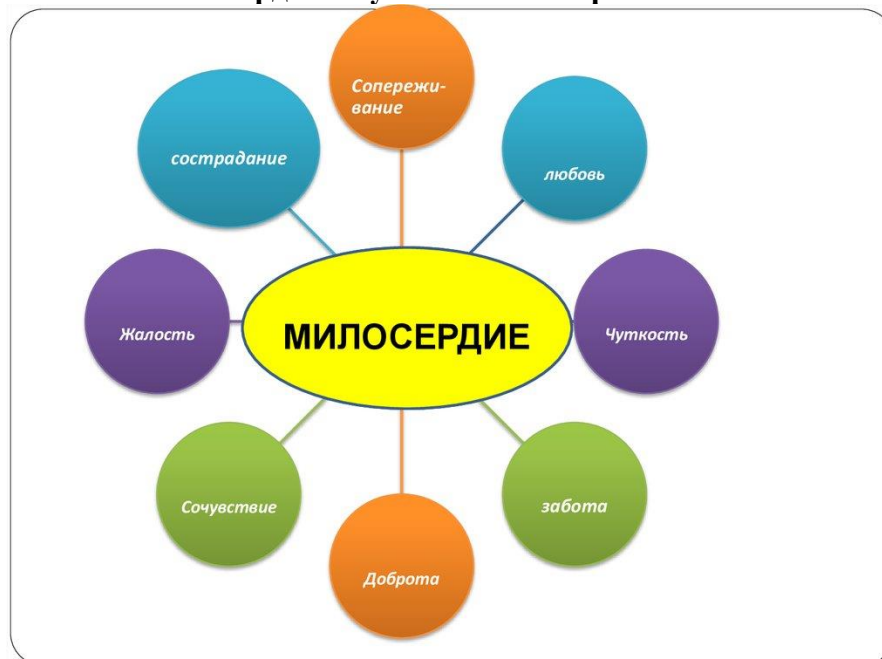 Сопережи-
вание
сострадание
любовь
Жалость
МИЛОСЕРДИЕ
Чуткость
Сочувствие
забота
Доброта